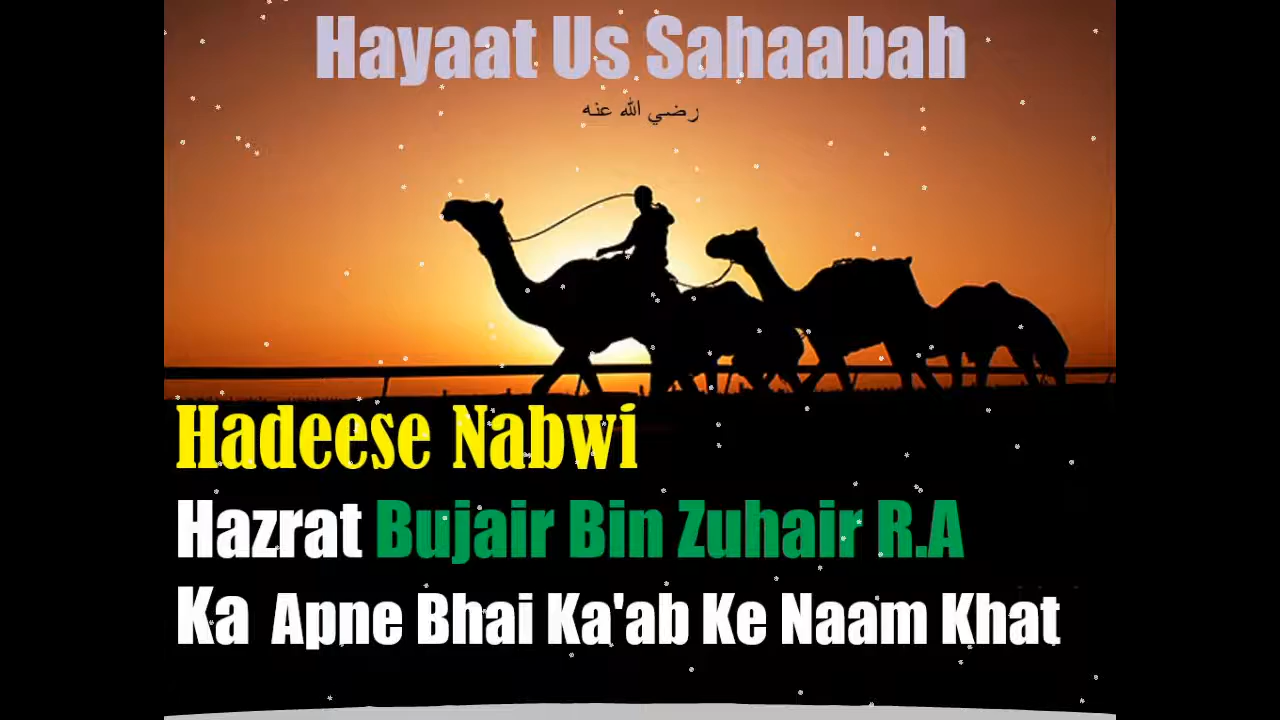 Hayaat Us Sahaabah
رضي الله عنه
Hadeese Nabwi
Hazrat Bujair Bin Zuhair R.A
Ka Apne Bhai Ka'ab Ke Naam Khat